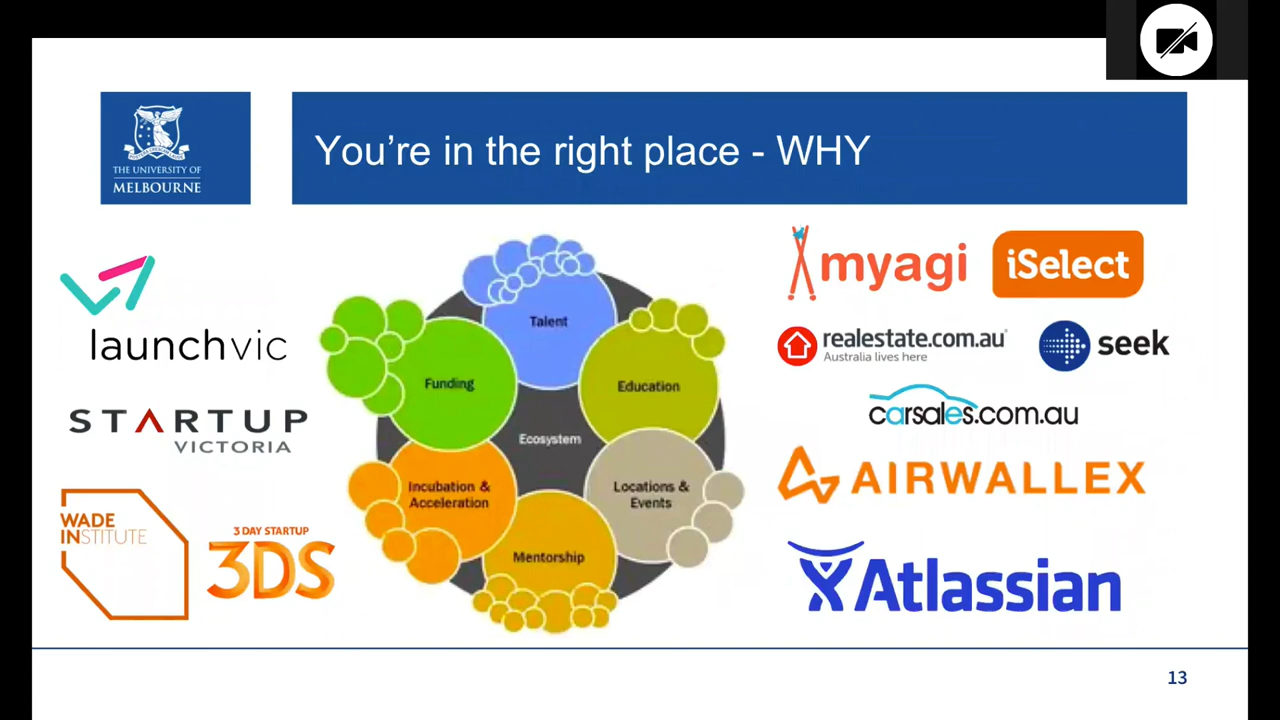 THE UNIVERSITY OF
MELBOURNE
You’re in the right place - WHY
launchvic
STARTUP
VICTORIA
WADE
INSTITUTE
3 DAY STARTUP
3DS
Talent
Funding
Education
Ecosystem
Incubation &
Acceleration
Locations &
Events
Mentorship
myagi
iSelect
realestate.com.au
Australia lives here
seek
carsales.com.au
AIRWALLEX
Atlassian
13